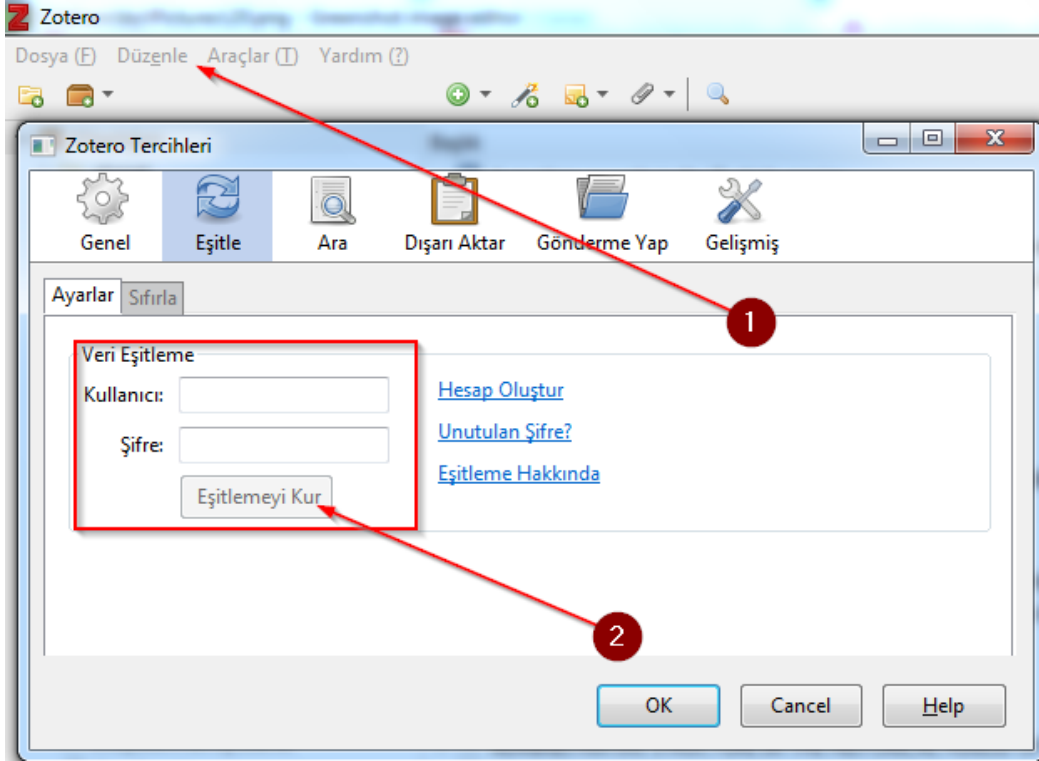 Zotero
Dosya (F) Düzenle Araçlar (T) Yardım (?)
Zotero Tercihleri
Genel Eşitle Ara Dışarı Aktar Gönderme Yap Gelişmiş
Ayarlar Sıfırla
1
Veri Eşitleme
Kullanıcı: Hesap Oluştur
Şifre: Unutulan Şifre?
Eşitlemeyi Kur Eşitleme Hakkında
2
OK Cancel Help